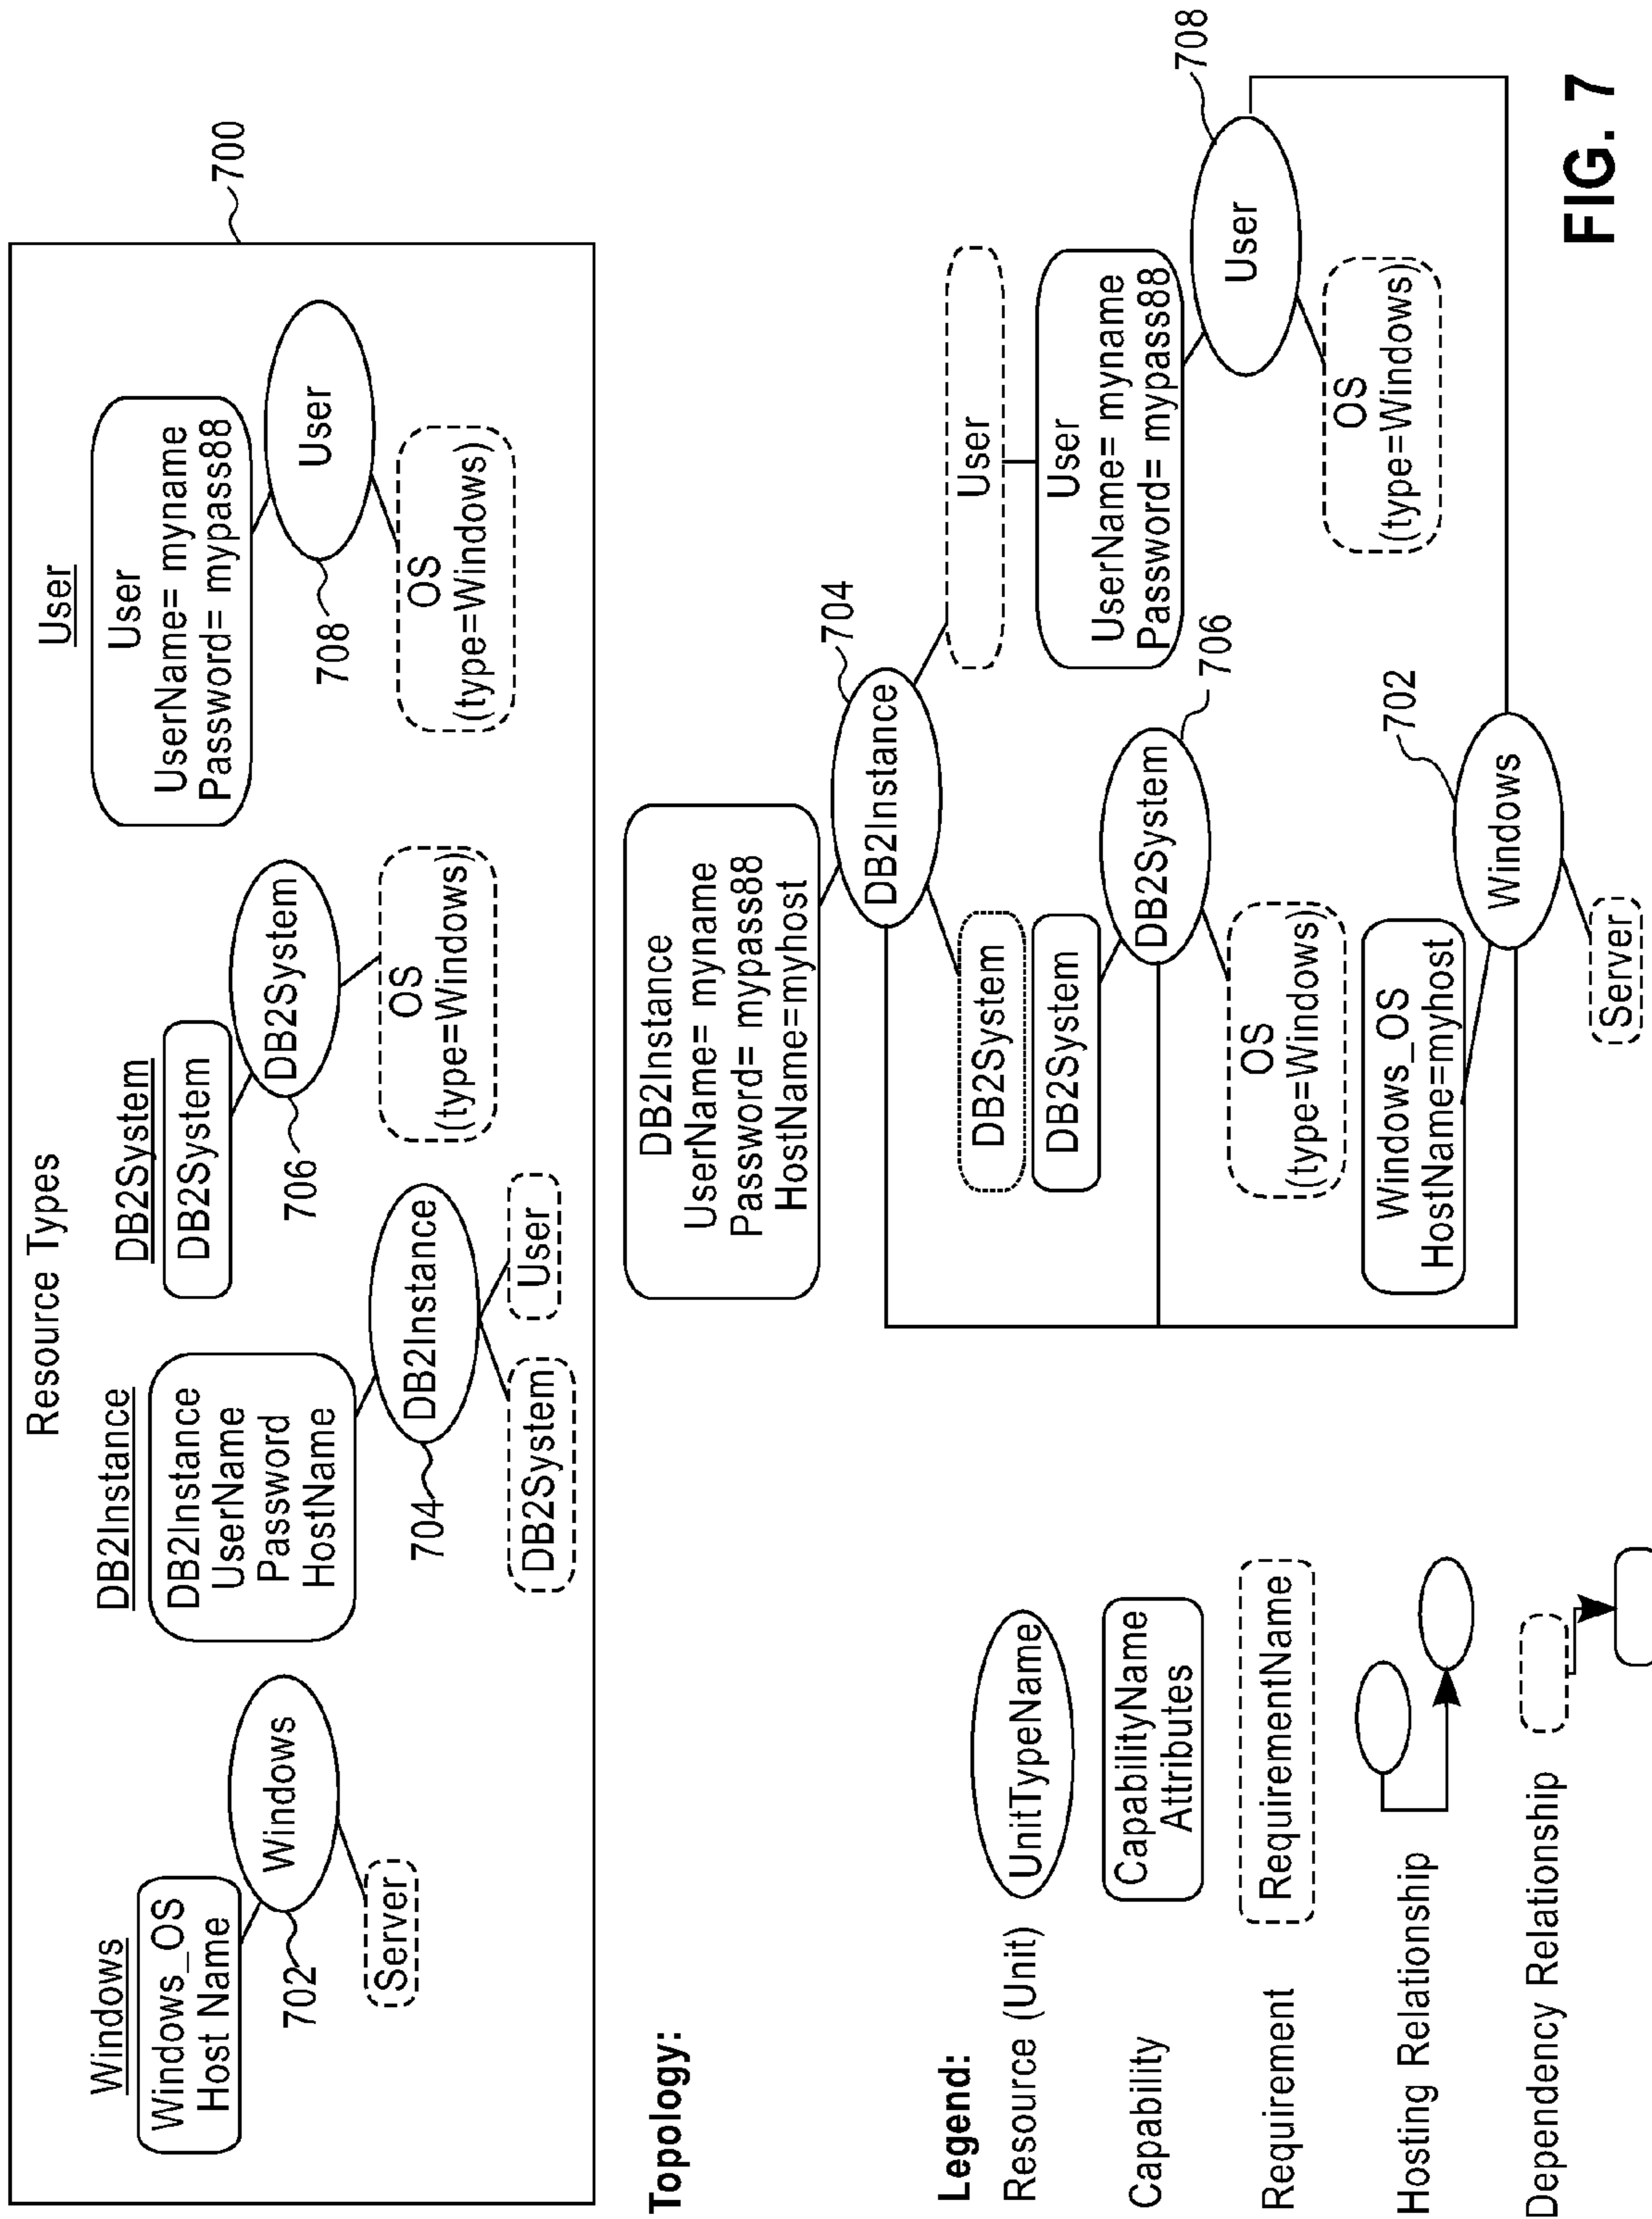 Resource Types
700
Windows
Windows_OS
Host Name
Windows
702
Server
DB2Instance
DB2Instance
UserName
Password
HostName
DB2Instance
704
DB2System
User
DB2System
DB2System
DB2System
706
OS
(type=Windows)
User
User
UserName= myname
Password= mypass88
User
708
OS
(type=Windows)
Topology:
DB2Instance
UserName= myname
Password= mypass88
HostName=myhost
704
DB2Instance
DB2System
User
DB2System
DB2System
706
OS
(type=Windows)
User
UserName= myname
Password= mypass88
User
708
OS
(type=Windows)
Windows_OS
HostName=myhost
Windows
702
Server
Legend:
Resource (Unit)
UnitTypeName
Capability
CapabilityName
Attributes
Requirement
RequirementName
Hosting Relationship
Dependency Relationship
FIG. 7